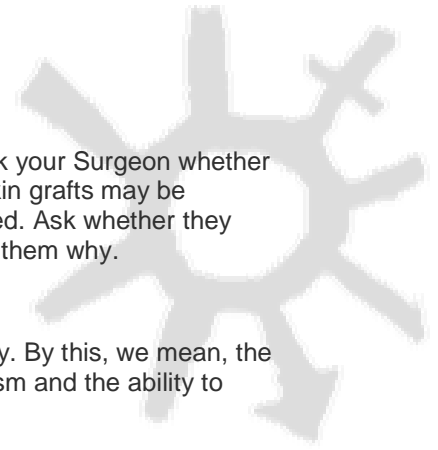 k your Surgeon whether
kin grafts may be
ed. Ask whether they
them why.
y. By this, we mean, the
sm and the ability to